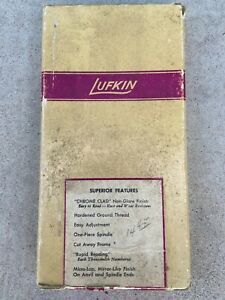 LUFKIN
SUPERIOR FEATURES
"CHROME CLAD" Non-Glare Finish
Easy to Read—Rust and Wear Resistant
Hardened Ground Thread
Easy Adjustment
One-Piece Spindle
Cut Away Frame
"Rapid Reading"
Each Thousandth Numbered
Micro-Lap, Mirror-Like Finish
On Anvil and Spindle Ends